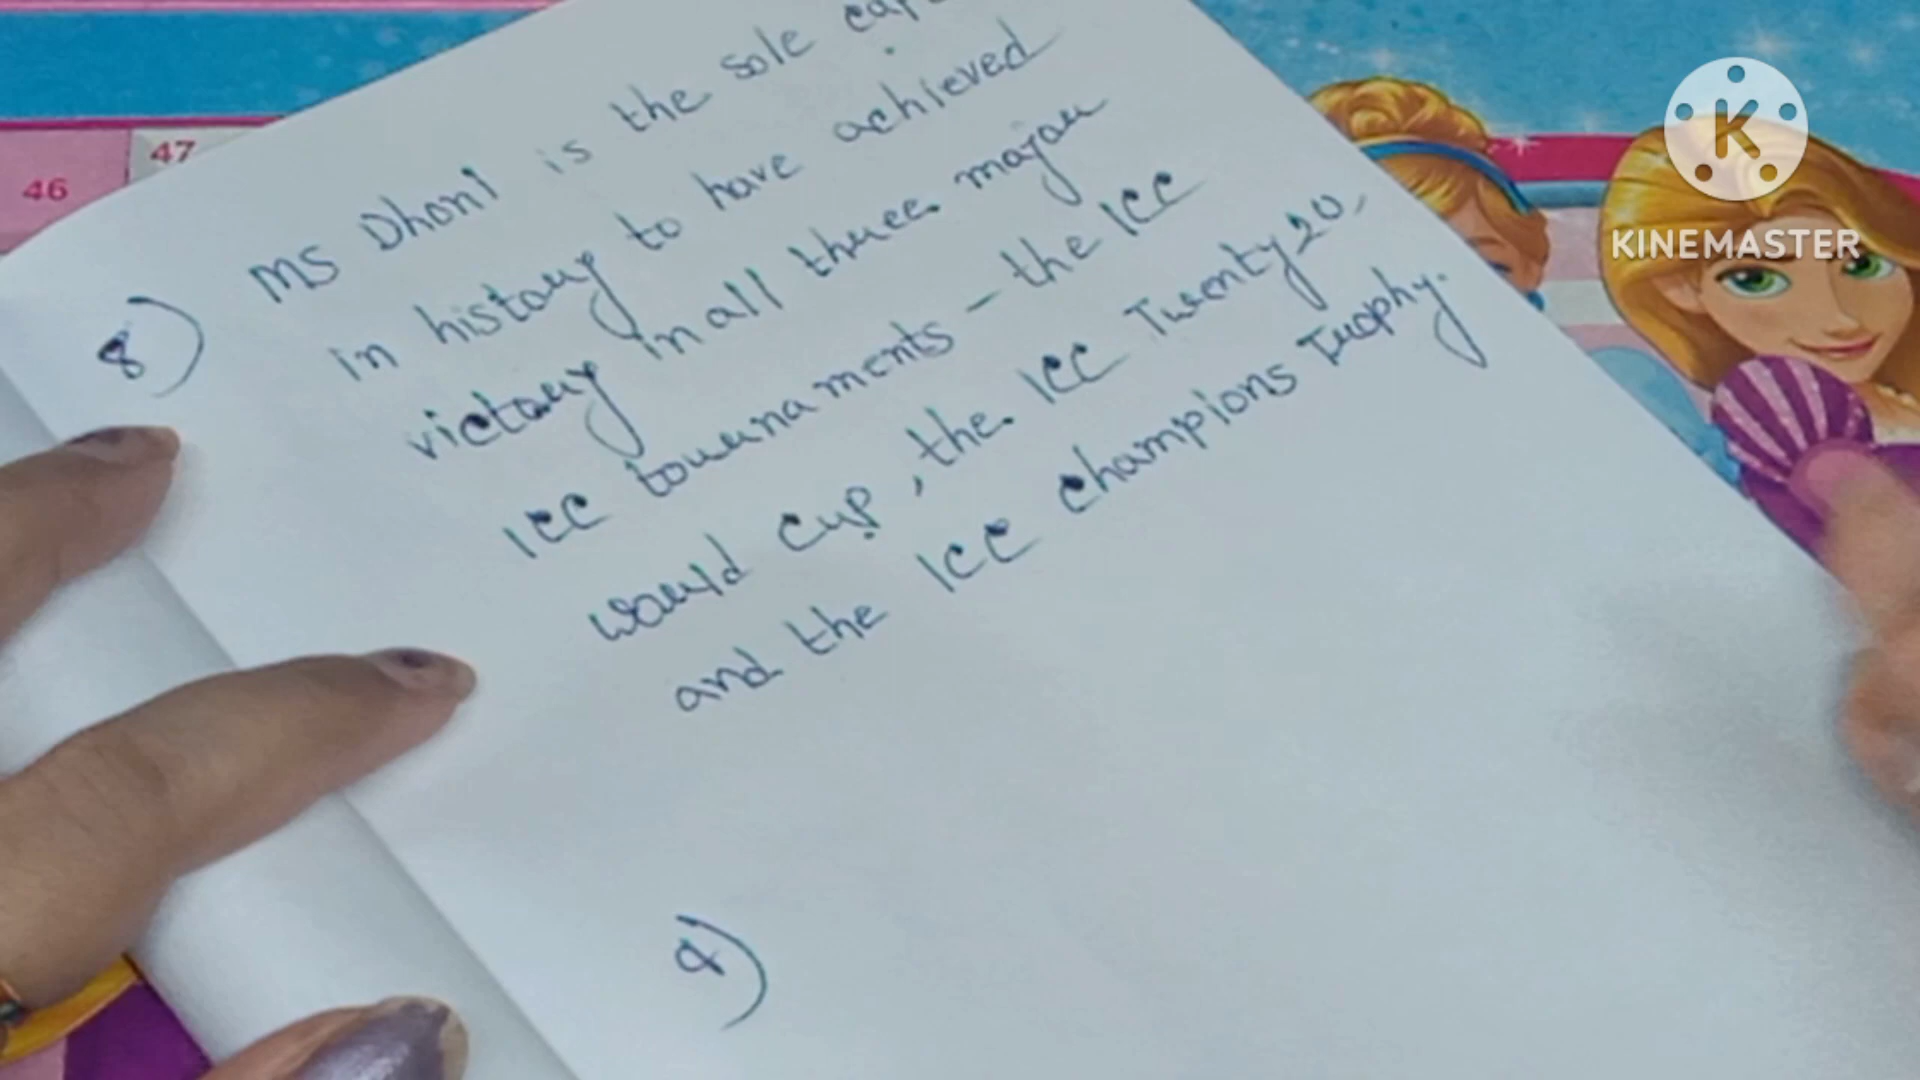 46
47
8) MS Dhoni is the sole
in history to have achieved
victory in all three major
ICC tournaments - the ICC
World Cup, the ICC Twenty20,
and the ICC Champions Trophy.
9)
KINEMASTER